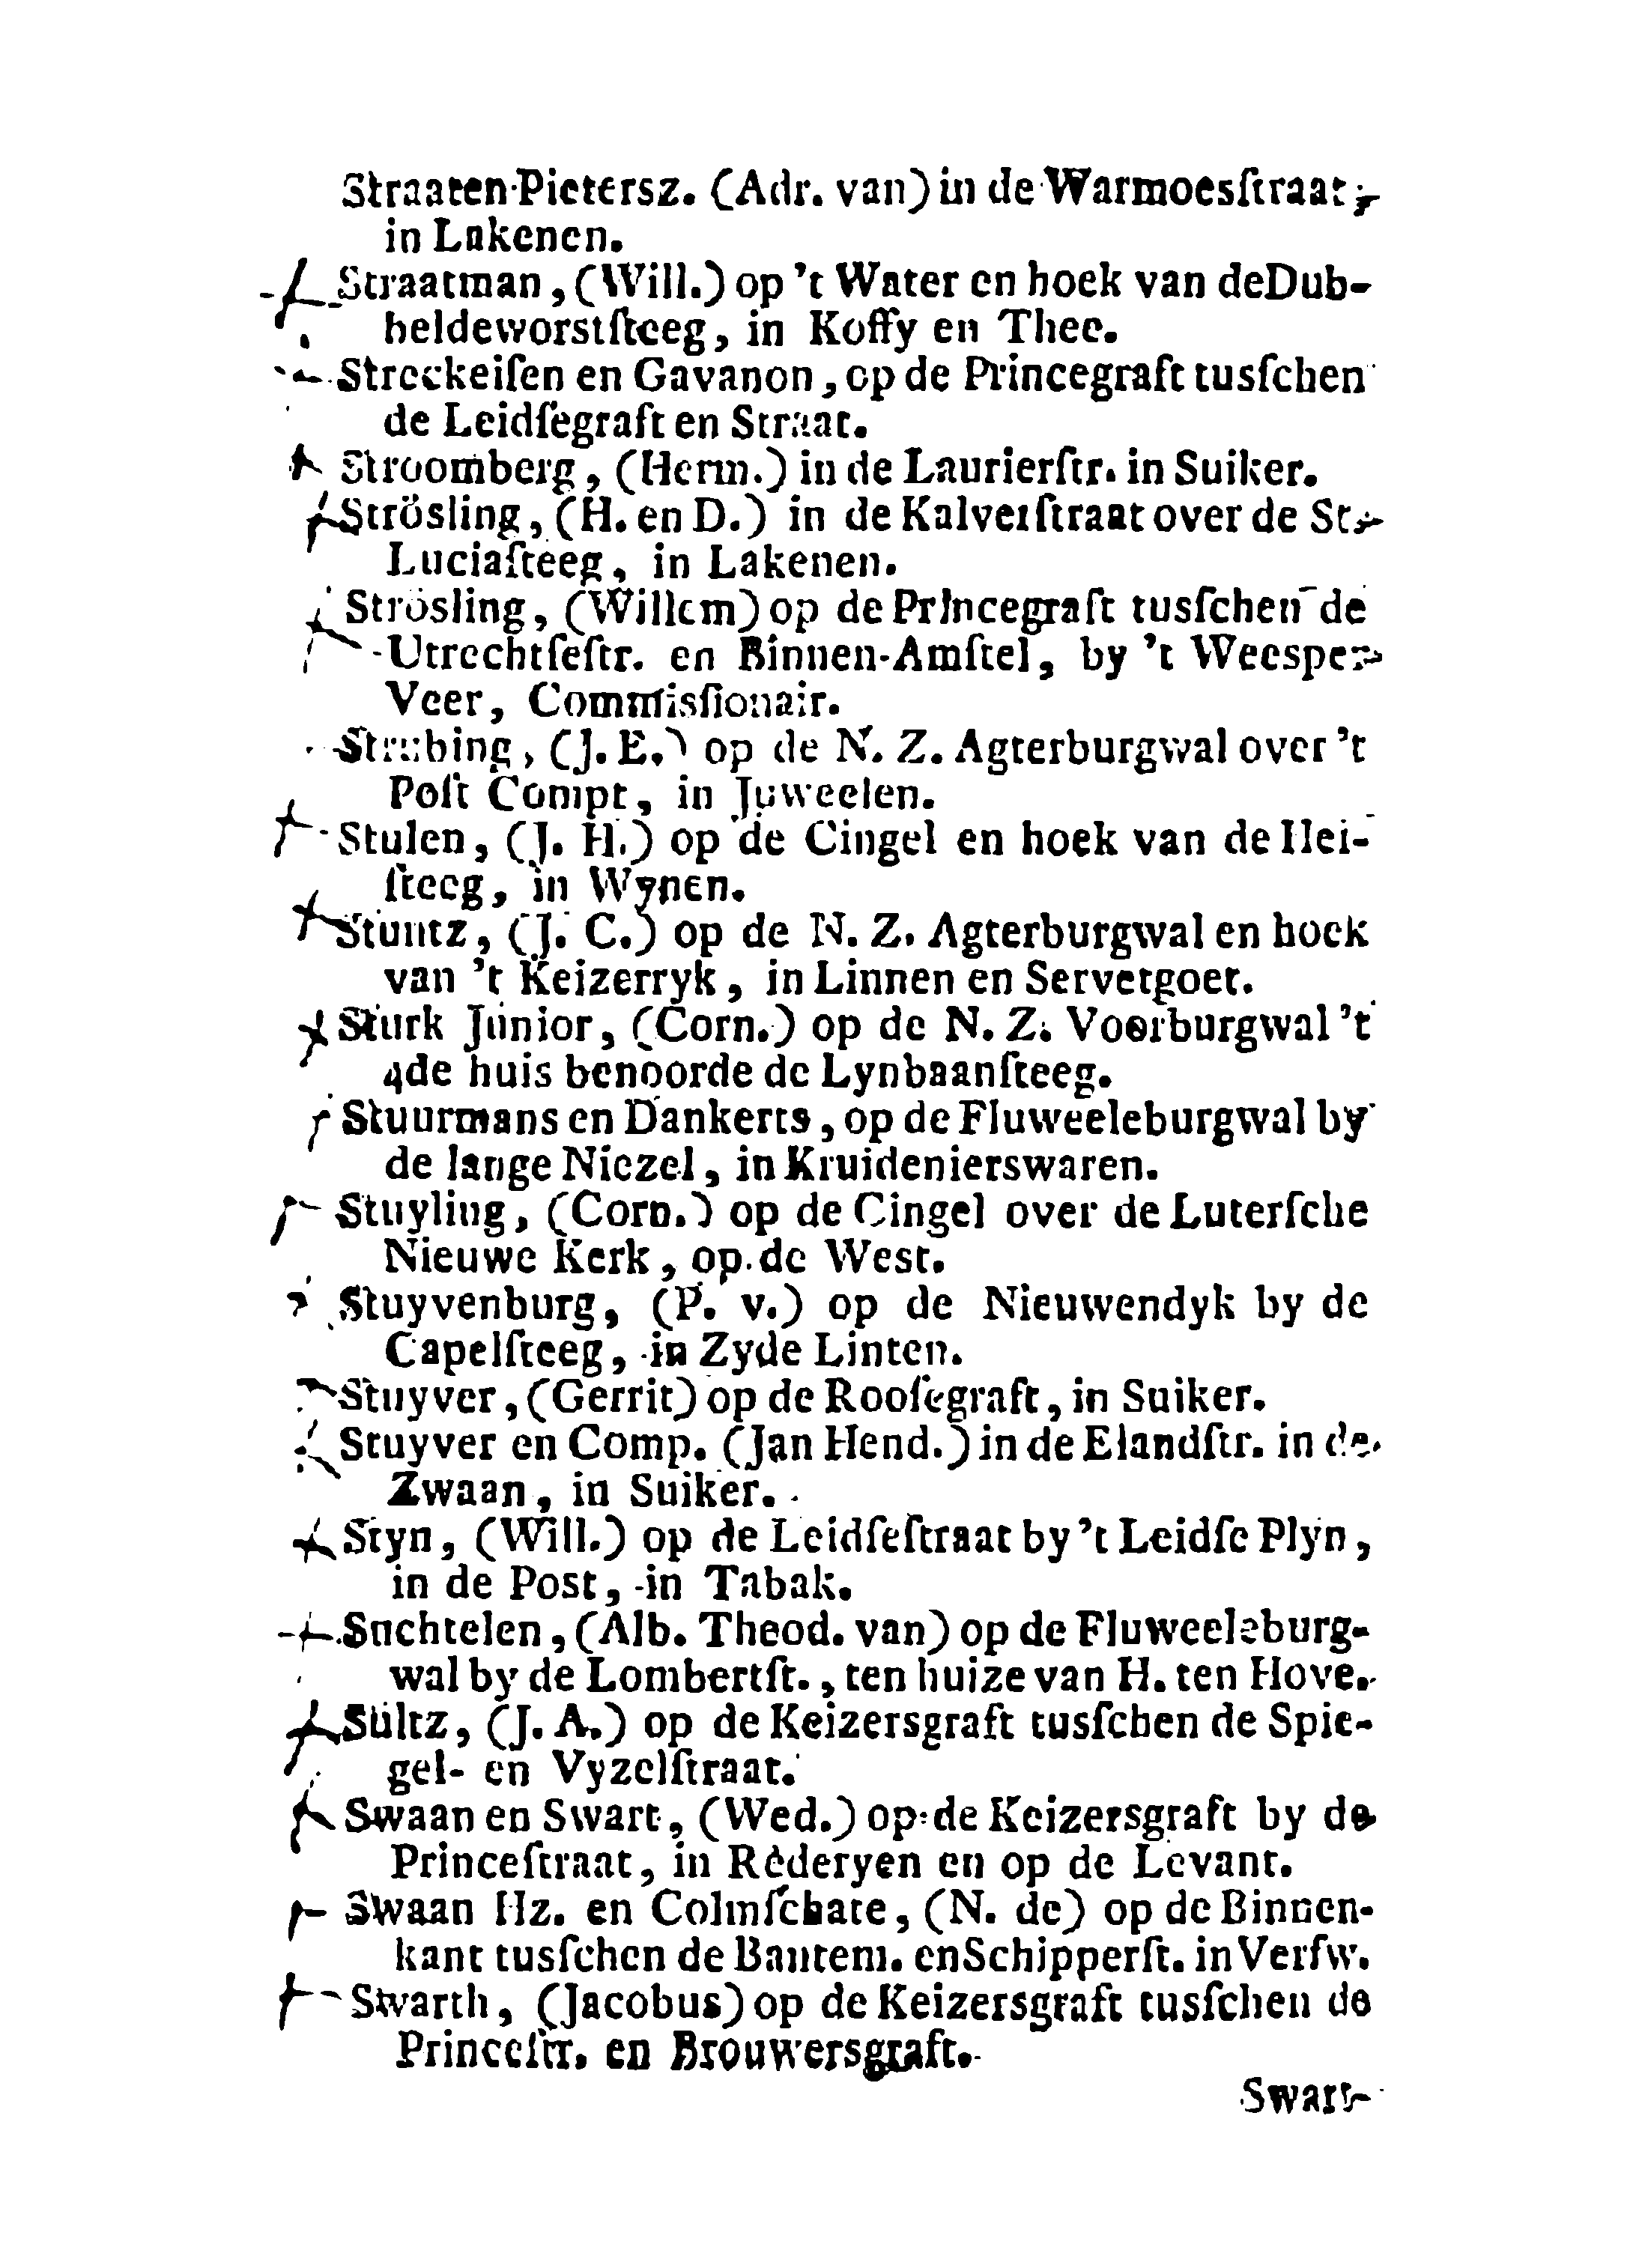 Straaten Pietersz. (Adr. van) in de Warmoesſtraat,
in Lakenen.
Straatman, (Will.) op 't Water en hoek van de Dub-
beldeworstſteeg, in Koffy en Thee.
Streckeiſen en Gavanon, op de Princegraft tusſchen
de Leidſegraft en Straat.
Stroomberg, (Herm.) in de Laurierſtr. in Suiker.
Strösling, (H. en D.) in de Kalverſtraat over de St.
Luciaſteeg, in Lakenen.
Strösling, (Willem) op de Princegraft tusſchen de
Utrechtſeſtr. en Binnen-Amſtel, by 't Weesper-
Veer, Commisſionair.
Strubing, (J. E.) op de N. Z. Agterburgwal over 't
Poſt Compt, in Juweelen.
Stulen, (J. H.) op de Cingel en hoek van de Hei-
ſteeg, in Wynen.
Stuntz, (J. C.) op de N. Z. Agterburgwal en hoek
van 't Keizerryk, in Linnen en Servetgoet.
Sturk Junior, (Corn.) op de N. Z. Voorburgwal 't
4de huis benoorde de Lynbaanſteeg.
Stuurmans en Dankerts, op de Fluweeleburgwal by
de lange Niezel, in Kruidenierswaren.
Stuyling, (Corn.) op de Cingel over de Luterſche
Nieuwe Kerk, op de West.
Stuyvenburg, (P. v.) op de Nieuwendyk by de
Capelſteeg, in Zyde Linten.
Stuyver, (Gerrit) op de Rooſegraft, in Suiker.
Stuyver en Comp. (Jan Hend.) in de Elandſtr. in de
Zwaan, in Suiker.
Styn, (Will.) op de Leidſeſtraat by 't Leidſe Plyn,
in de Post, in Tabak.
Suchtelen, (Alb. Theod. van) op de Fluweeleburg-
wal by de Lombertſt., ten huize van H. ten Hove.
Sültz, (J. A.) op de Keizersgraft tusſchen de Spie-
gel- en Vyzelſtraat.
Swaan en Swart, (Wed.) op de Keizersgraft by de
Princeſtraat, in Réderyen en op de Levant.
Swaan Hz. en Colmſchate, (N. de) op de Binnen-
kant tusſchen de Bantem. en Schipperſt. in Verfw.
Swarth, (Jacobus) op de Keizersgraft tusſchen de
Princeſtr. en Brouwersgraft.
Swart-